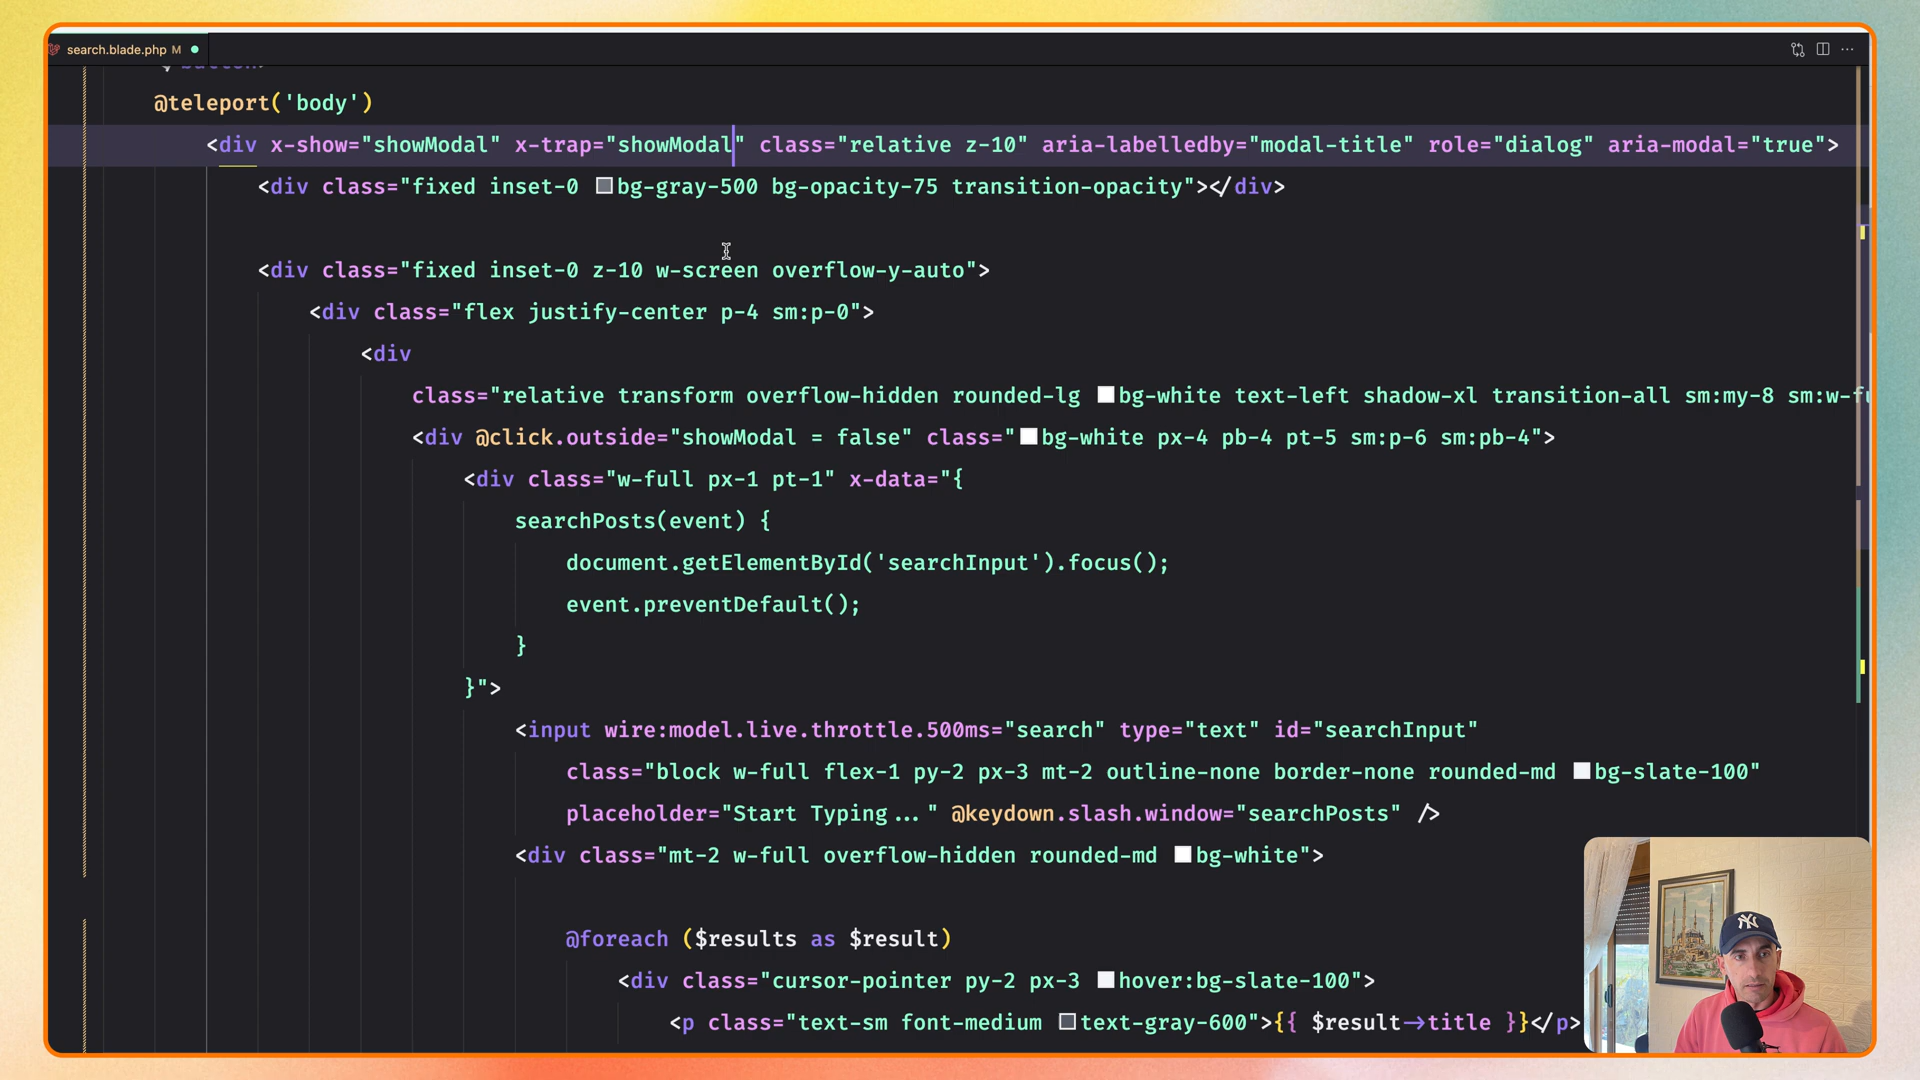 search.blade.php M
@teleport('body')
<div x-show="showModal" x-trap="showModal" class="relative z-10" aria-labelledby="modal-title" role="dialog" aria-modal="true">
<div class="fixed inset-0 bg-gray-500 bg-opacity-75 transition-opacity"></div>
<div class="fixed inset-0 z-10 w-screen overflow-y-auto">
<div class="flex justify-center p-4 sm:p-0">
<div
class="relative transform overflow-hidden rounded-lg bg-white text-left shadow-xl transition-all sm:my-8
<div @click.outside="showModal = false" class=" bg-white px-4 pb-4 pt-5 sm:p-6 sm:pb-4">
<div class="w-full px-1 pt-1" x-data="{
searchPosts(event) {
document.getElementById('searchInput').focus();
event.preventDefault();
}
}">
<input wire:model.live.throttle.500ms="search" type="text" id="searchInput"
class="block w-full flex-1 py-2 px-3 mt-2 outline-none border-none rounded-md bg-slate-100"
placeholder="Start Typing..." @keydown.slash.window="searchPosts" />
<div class="mt-2 w-full overflow-hidden rounded-md bg-white">
@foreach ($results as $result)
<div class="cursor-pointer py-2 px-3 hover:bg-slate-100">
<p class="text-sm font-medium text-gray-600">{{ $result->title }}</p>